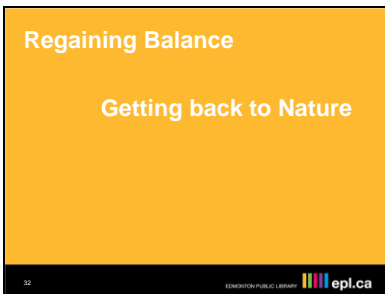 Regaining Balance
Getting back to Nature
32
EDMONTON PUBLIC LIBRARY epl.ca